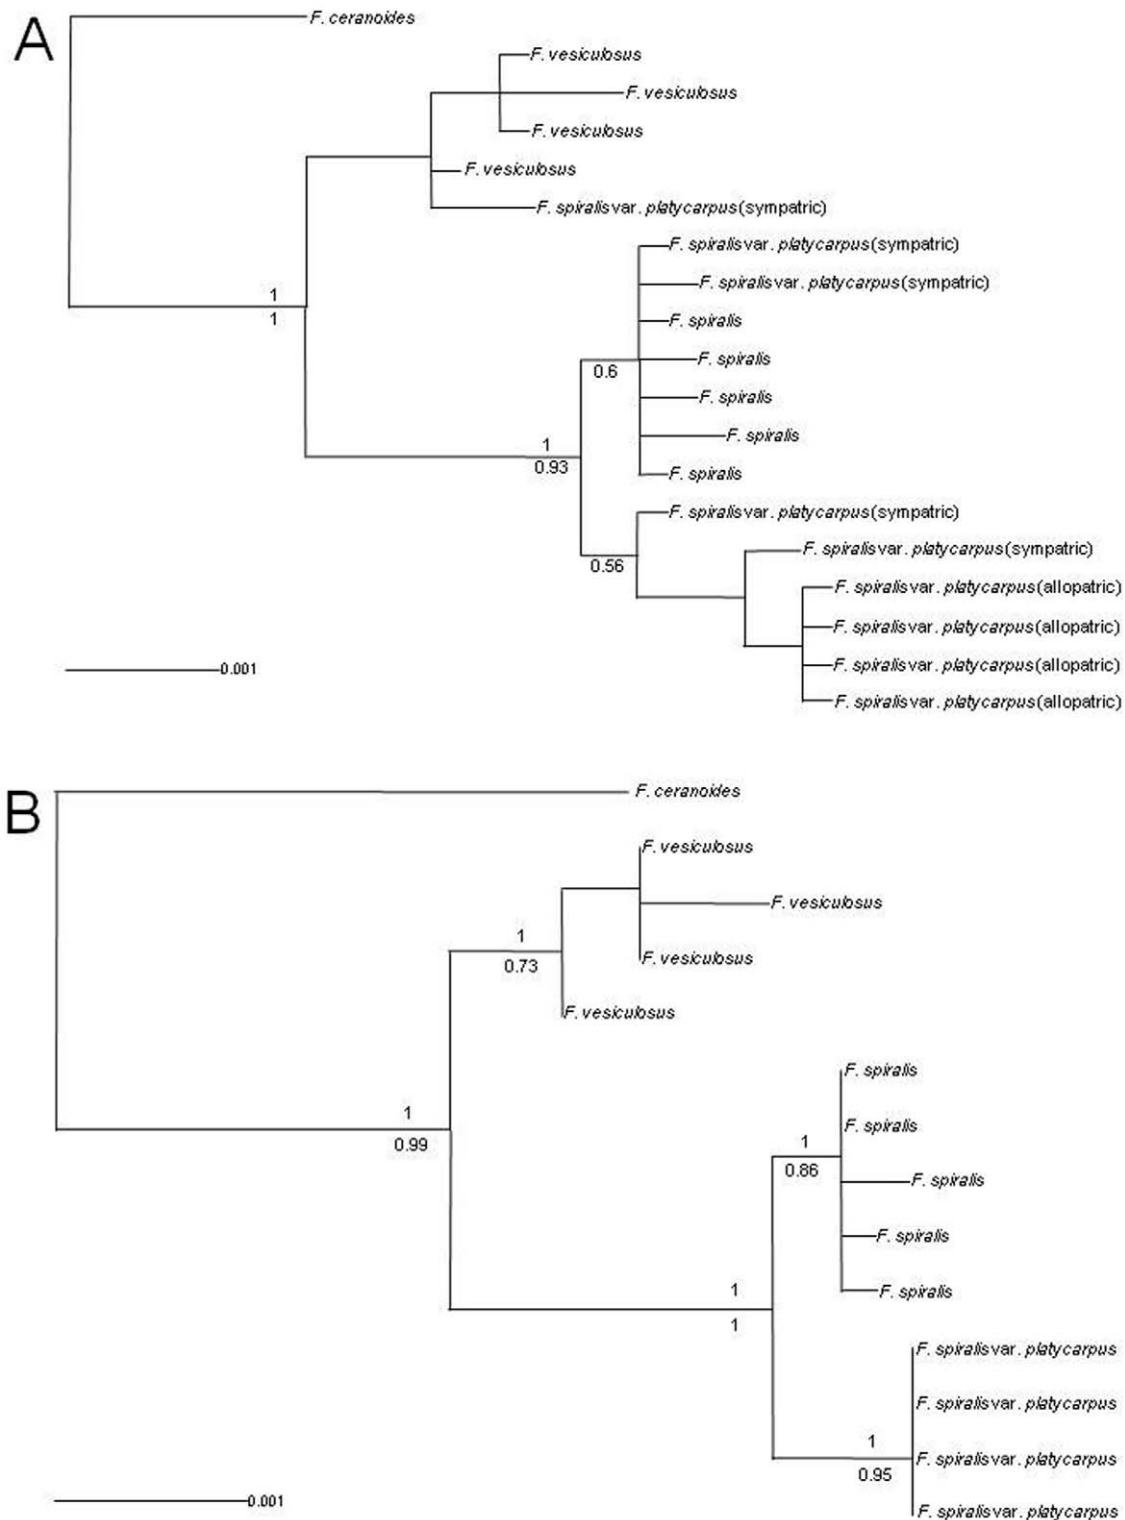 A
F. ceranoides
F. vesiculosus
F. vesiculosus
F. vesiculosus
F. vesiculosus
F. spiralis var. platycarpus (sympatric)
F. spiralis var. platycarpus (sympatric)
F. spiralis var. platycarpus (sympatric)
1
1
F. spiralis
F. spiralis
0.6
F. spiralis
F. spiralis
1
0.93
F. spiralis
F. spiralis var. platycarpus (sympatric)
F. spiralis var. platycarpus (sympatric)
0.56
F. spiralis var. platycarpus (allopatric)
F. spiralis var. platycarpus (allopatric)
F. spiralis var. platycarpus (allopatric)
0.001
F. spiralis var. platycarpus (allopatric)
B
F. ceranoides
F. vesiculosus
F. vesiculosus
1
0.73
F. vesiculosus
F. vesiculosus
F. spiralis
1
0.99
F. spiralis
1
0.86
F. spiralis
F. spiralis
F. spiralis
1
1
F. spiralis var. platycarpus
F. spiralis var. platycarpus
1
0.95
F. spiralis var. platycarpus
0.001
F. spiralis var. platycarpus